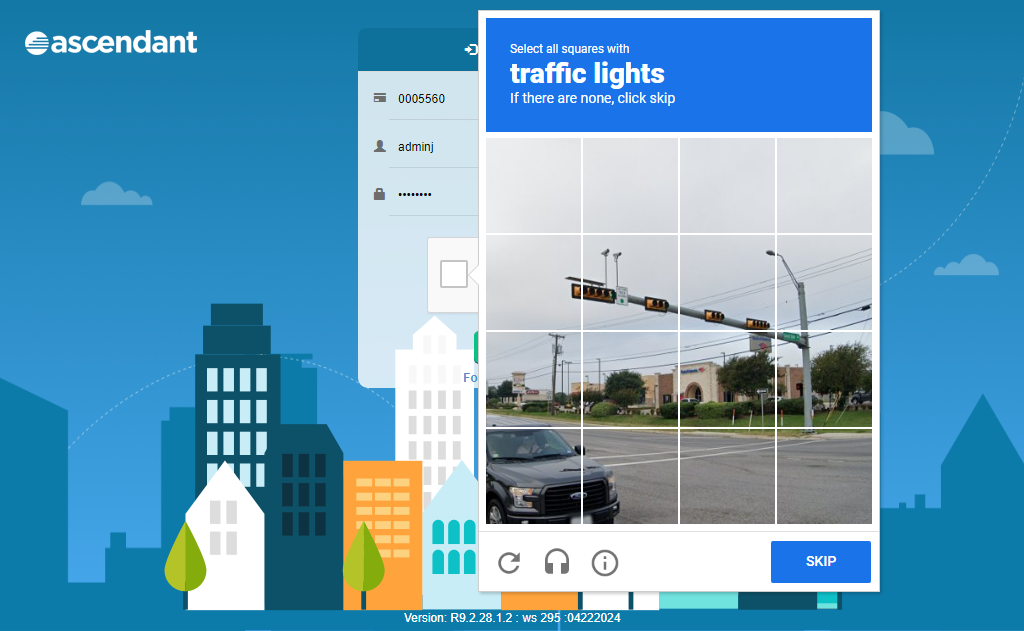 ascendant
0005560
adminj
••••••••
Fo
Select all squares with
traffic lights
If there are none, click skip
SKIP
Version: R9.2.28.1.2 : ws 295 :04222024